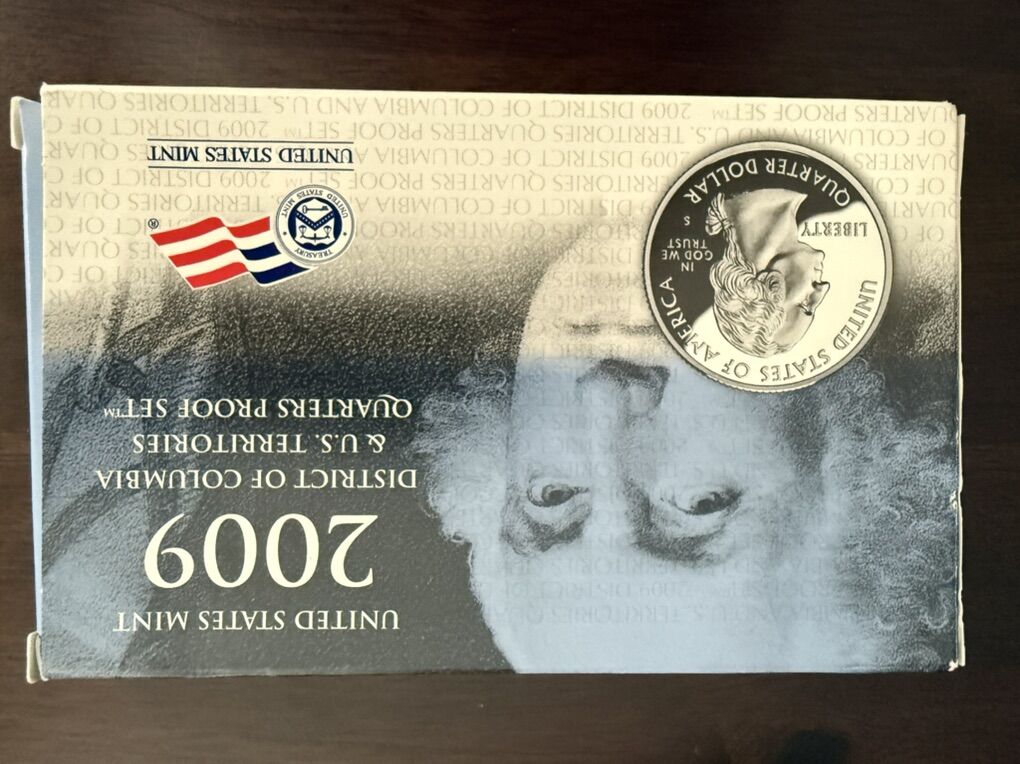 UNITED STATES MINT
2009
DISTRICT OF COLUMBIA
& U.S. TERRITORIES
QUARTERS PROOF SET™
UNITED STATES OF AMERICA
IN
GOD WE
TRUST
LIBERTY
S
QUARTER DOLLAR
TREASURY
UNITED STATES MINT
®
UNITED STATES MINT
2009 DISTRICT OF COLUMBIA AND U.S. TERRITORIES QUARTERS PROOF SET™